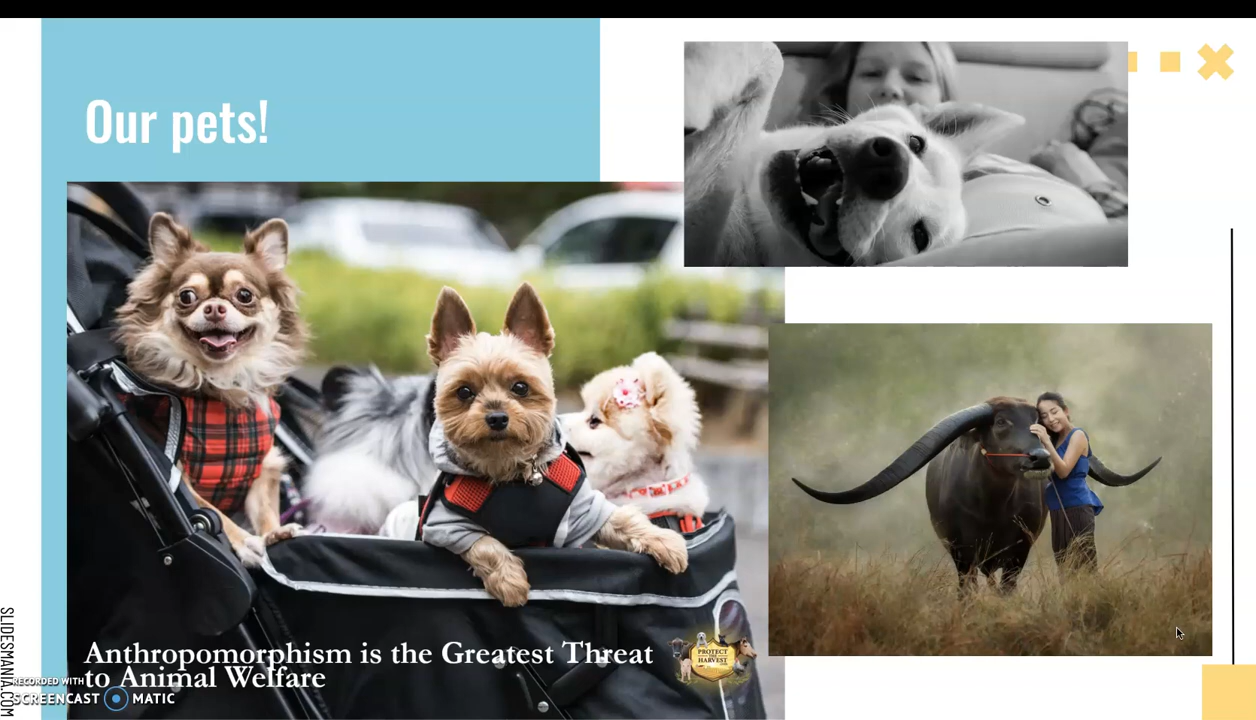 Our pets!
Anthropomorphism is the Greatest Threat
to Animal Welfare
PROTECT
HARVEST
RECORDED WITH
SCREENCAST MATIC
SLIDESMANIA.COM